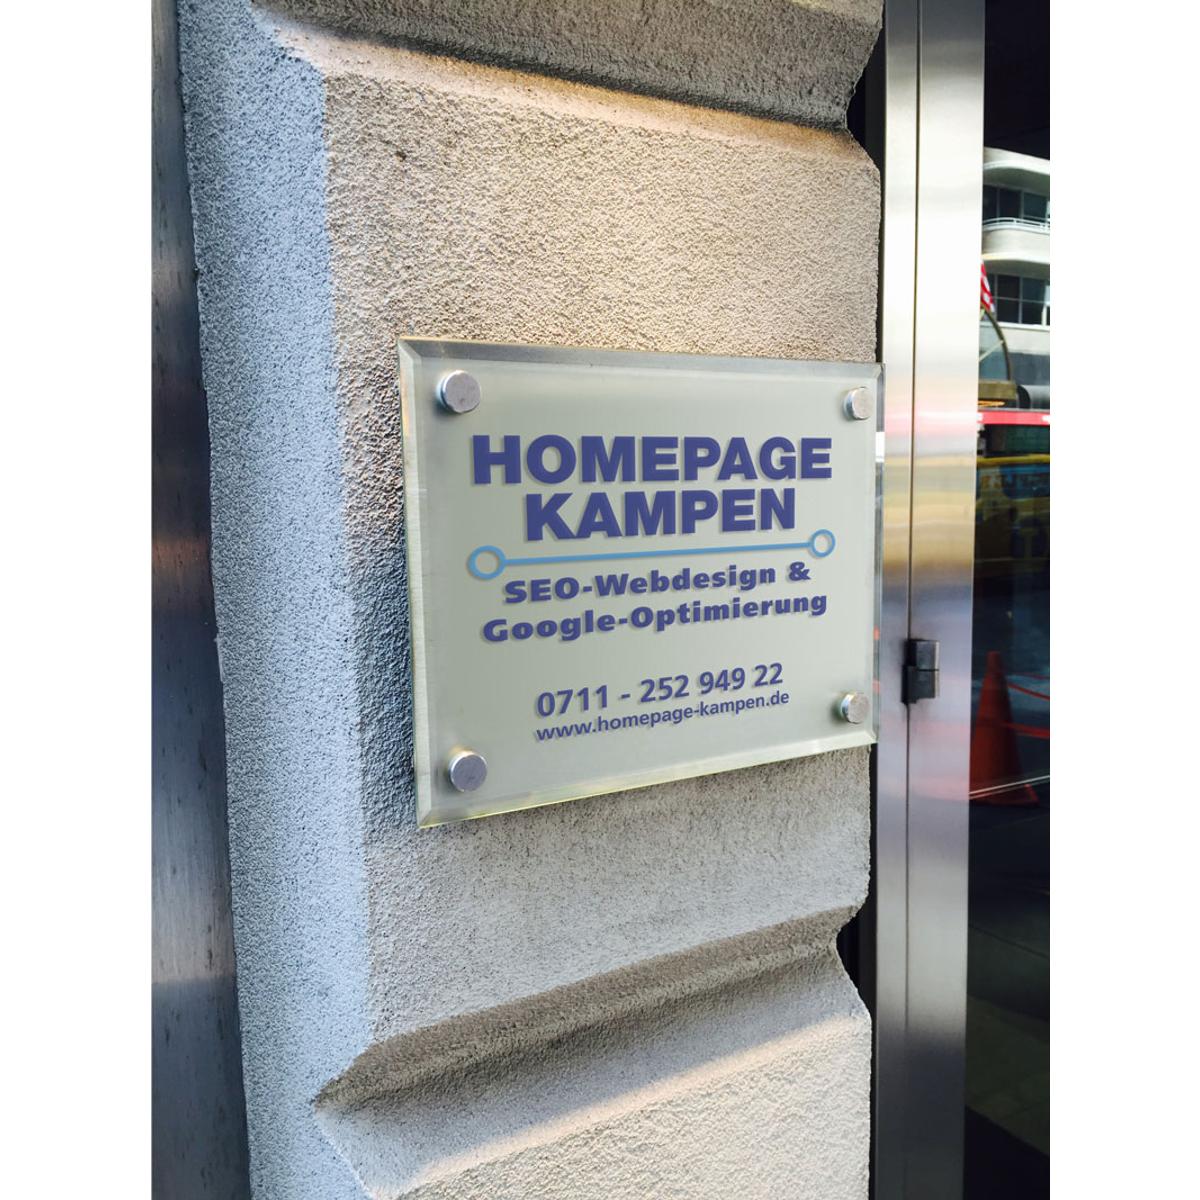 HOMEPAGE
KAMPEN
SEO-Webdesign &
Google-Optimierung
0711 - 252 949 22
www.homepage-kampen.de